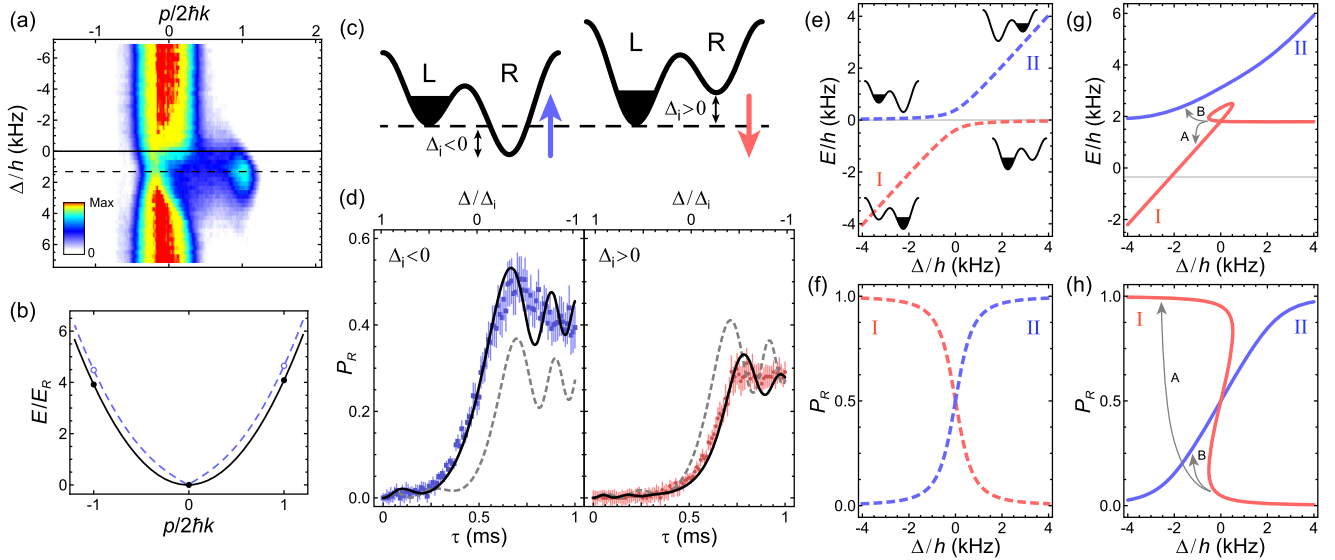 (a)
p/2ħk
-1 0 1 2
Δ/h (kHz)
-6
-4
-2
0
2
4
6
Max
0
(b)
E/E_R
6
4
2
0
-1 0 1
p/2ħk
(c)
L R
Δ_i<0
L R
Δ_i>0
(d)
Δ/Δ_i Δ/Δ_i
1 0 -1 1 0 -1
Δ_i<0 Δ_i>0
P_R
0.6
0.4
0.2
0.0
0 0.5 1 0 0.5 1
τ (ms) τ (ms)
(e)
E/h (kHz)
4
2
0
-2
-4
II
I
-4 -2 0 2 4
Δ/h (kHz)
(f)
P_R
1.0
0.5
0.0
I
II
-4 -2 0 2 4
Δ/h (kHz)
(g)
E/h (kHz)
6
4
2
0
-2
II
B
A
I
-4 -2 0 2 4
Δ/h (kHz)
(h)
P_R
1.0
0.5
0.0
I
II
A
B
-4 -2 0 2 4
Δ/h (kHz)